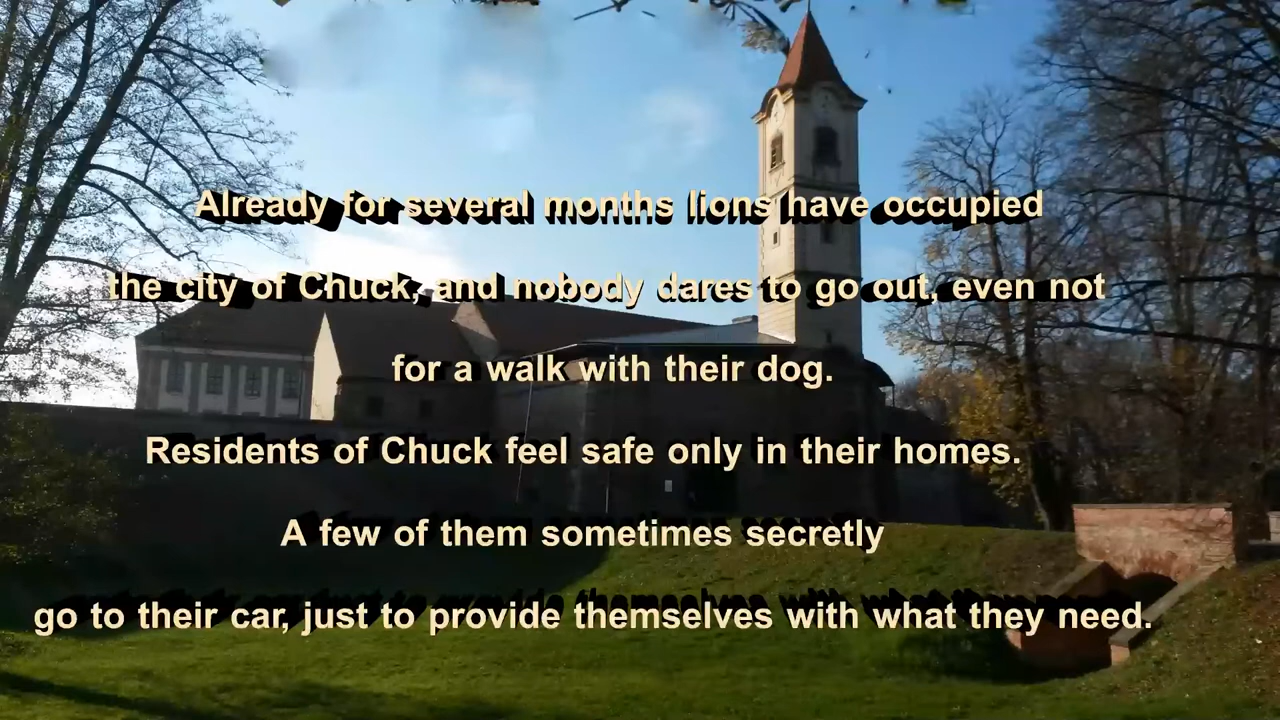 Already for several months lions have occupied
the city of Chuck, and nobody dares to go out, even not
for a walk with their dog.
Residents of Chuck feel safe only in their homes.
A few of them sometimes secretly
go to their car, just to provide themselves with what they need.